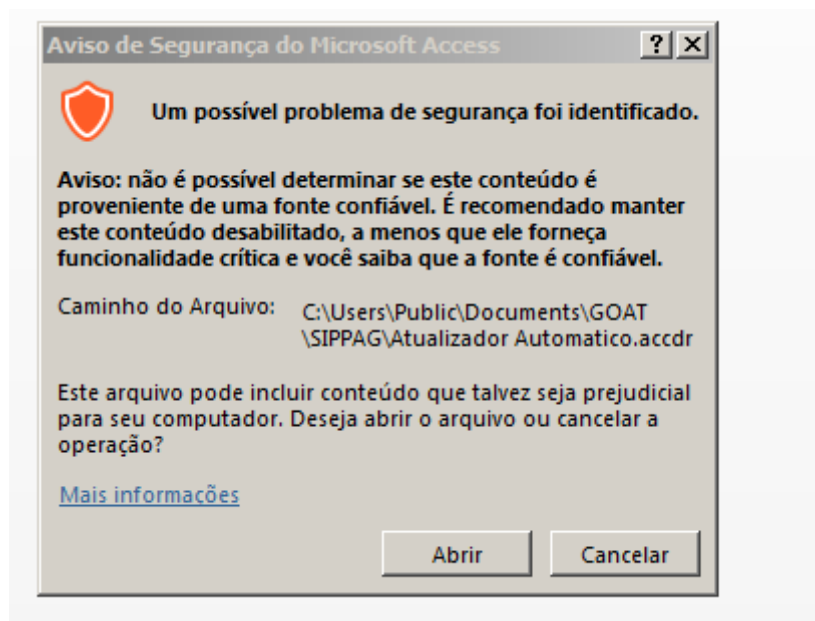 Aviso de Segurança do Microsoft Access
Um possível problema de segurança foi identificado.
Aviso: não é possível determinar se este conteúdo é
proveniente de uma fonte confiável. É recomendado manter
este conteúdo desabilitado, a menos que ele forneça
funcionalidade crítica e você saiba que a fonte é confiável.
Caminho do Arquivo: C:\Users\Public\Documents\GOAT
\SIPPAG\Atualizador Automatico.accdr
Este arquivo pode incluir conteúdo que talvez seja prejudicial
para seu computador. Deseja abrir o arquivo ou cancelar a
operação?
Mais informações
Abrir Cancelar